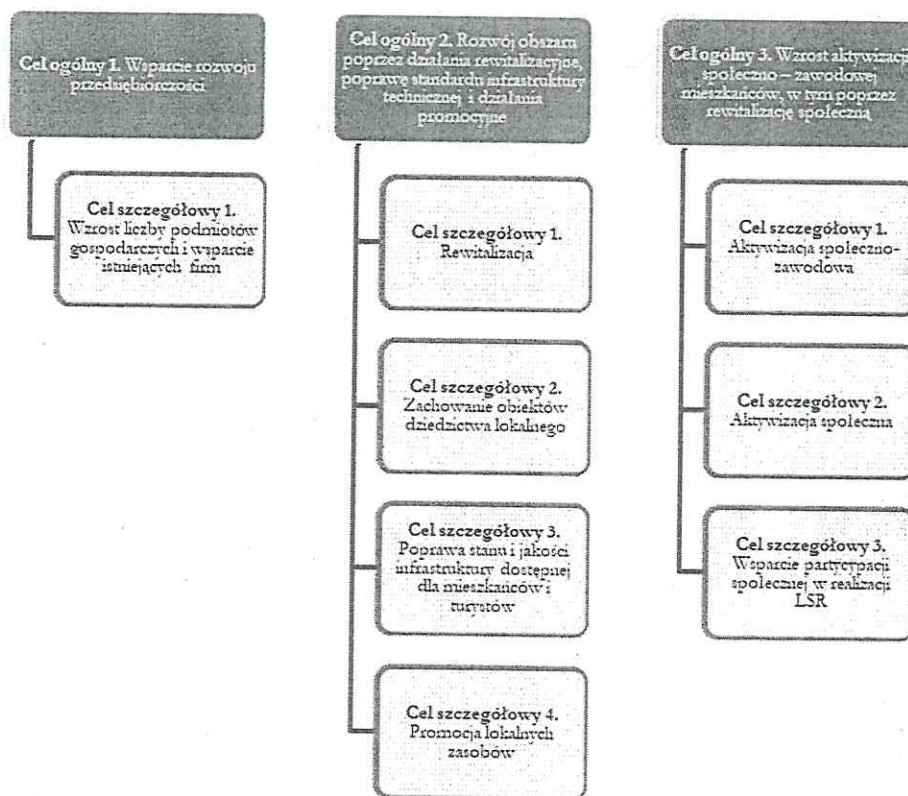 Cel ogólny 1. Wsparcie rozwoju
przedsiębiorczości
Cel szczegółowy 1.
Wzrost liczby podmiotów
gospodarczych i wsparcie
istniejących firm
Cel ogólny 2. Rozwój obszaru
poprzez działania rewitalizacyjne,
poprawę standardu infrastruktury
technicznej i działania
promocyjne
Cel szczegółowy 1.
Rewitalizacja
Cel szczegółowy 2.
Zachowanie obiektów
dziedzictwa lokalnego
Cel szczegółowy 3.
Poprawa stanu i jakości
infrastruktury dostępnej
dla mieszkańców i
turystów
Cel szczegółowy 4.
Promocja lokalnych
zasobów
Cel ogólny 3. Wzrost aktywizacji
społeczno – zawodowej
mieszkańców, w tym poprzez
rewitalizację społeczną
Cel szczegółowy 1.
Aktywizacja społeczno-
zawodowa
Cel szczegółowy 2.
Aktywizacja społeczna
Cel szczegółowy 3.
Wsparcie partycypacji
społecznej w realizacji
LSR